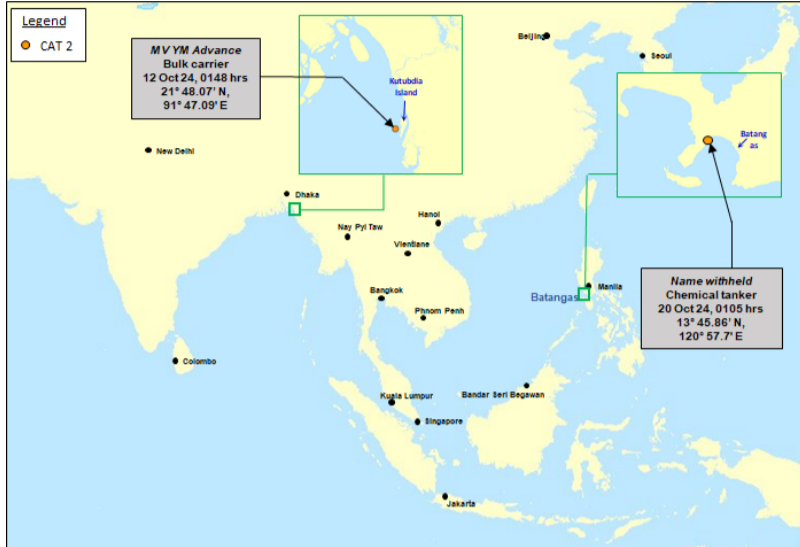 Legend
CAT 2
MV YM Advance
Bulk carrier
12 Oct 24, 0148 hrs
21° 48.07' N,
91° 47.09' E
Kutubdia
Island
Beijing
Seoul
Batang
as
New Delhi
Dhaka
Hanoi
Nay Pyi Taw
Vientiane
Bangkok
Manila
Batangas
Phnom Penh
Name withheld
Chemical tanker
20 Oct 24, 0105 hrs
13° 45.86' N,
120° 57.7' E
Colombo
Kuala Lumpur
Bandar Seri Begawan
Singapore
Jakarta